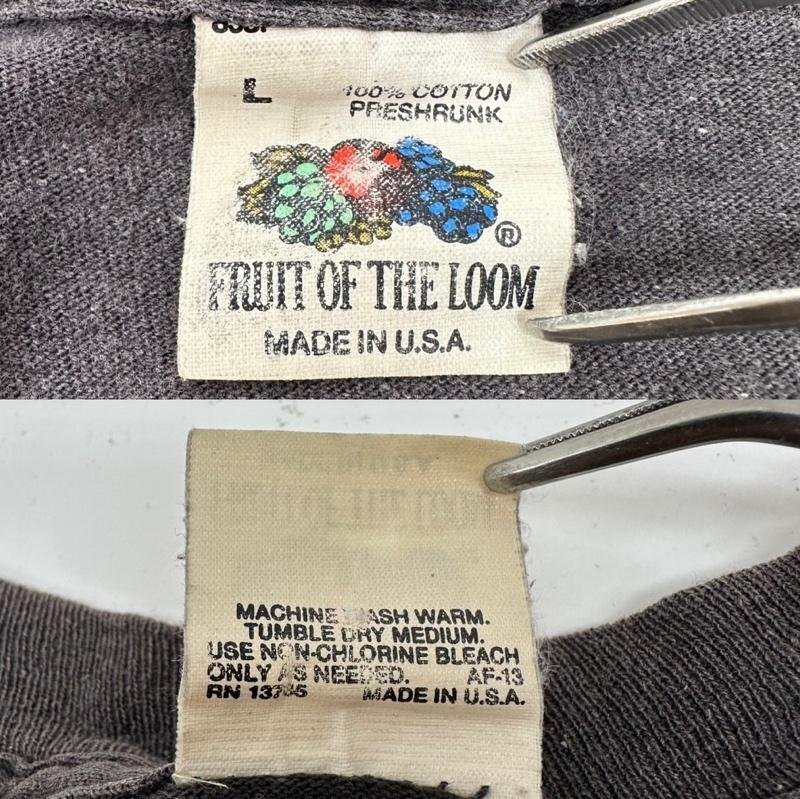 L
100% COTTON
PRESHRUNK
®
FRUIT OF THE LOOM
MADE IN U.S.A.
MACHINE WASH WARM.
TUMBLE DRY MEDIUM.
USE NON-CHLORINE BLEACH
ONLY AS NEEDED. AF-13
RN MADE IN U.S.A.